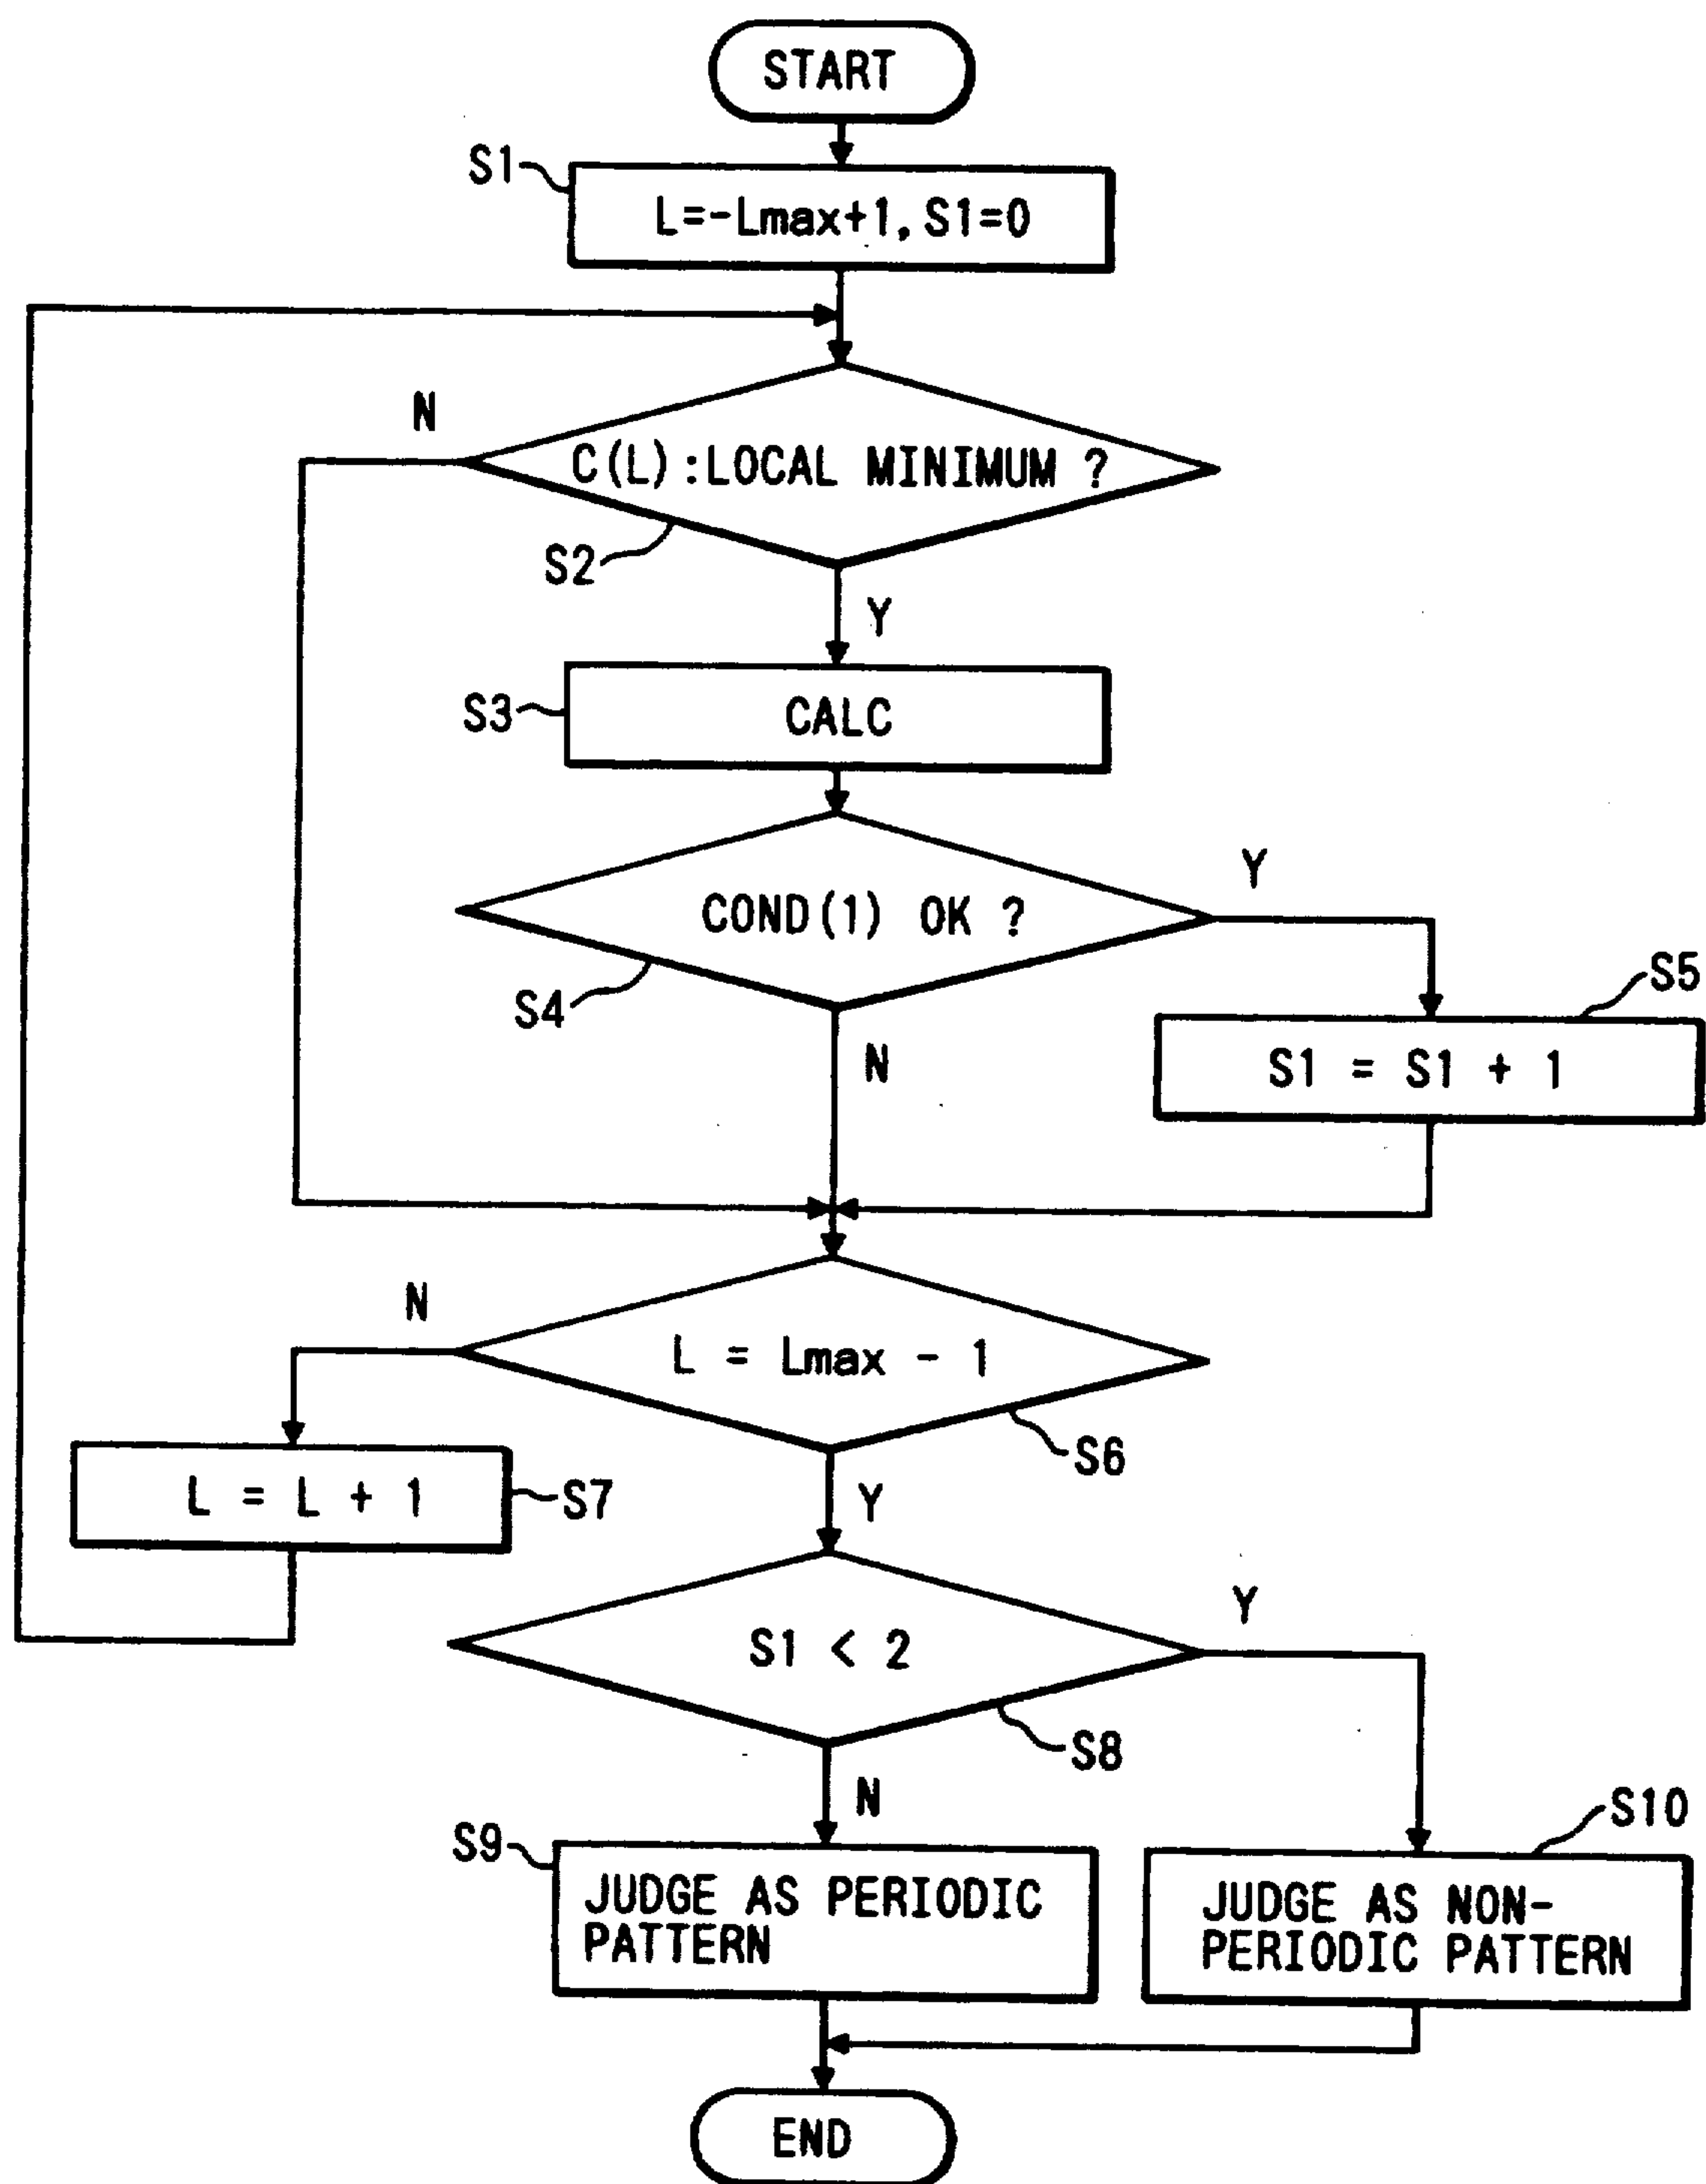 START
S1
L=-Lmax+1, S1=0
N
C(L):LOCAL MINIMUM ?
S2
Y
S3
CALC
Y
COND(1) OK ?
S4
S5
N
S1 = S1 + 1
N
L = Lmax - 1
S6
L = L + 1
S7
Y
Y
S1 < 2
S8
N
S10
S9
JUDGE AS PERIODIC
PATTERN
JUDGE AS NON-
PERIODIC PATTERN
END